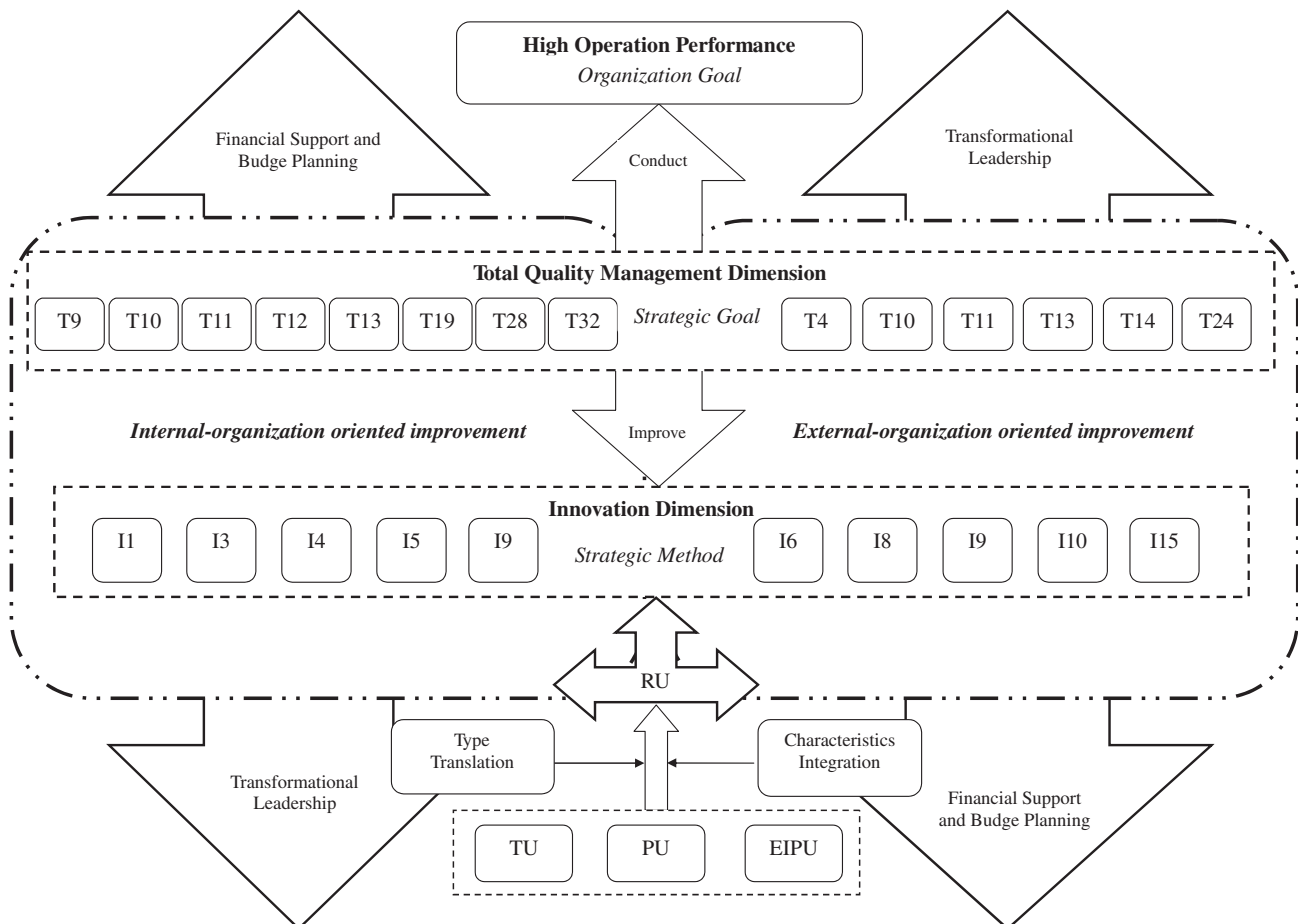 High Operation Performance
Organization Goal
Financial Support and
Budge Planning
Conduct
Transformational
Leadership
Total Quality Management Dimension
T9 T10 T11 T12 T13 T19 T28 T32 Strategic Goal T4 T10 T11 T13 T14 T24
Internal-organization oriented improvement Improve External-organization oriented improvement
Innovation Dimension
I1 I3 I4 I5 I9 Strategic Method I6 I8 I9 I10 I15
RU
Type
Translation
Characteristics
Integration
Transformational
Leadership
Financial Support
and Budge Planning
TU PU EIPU